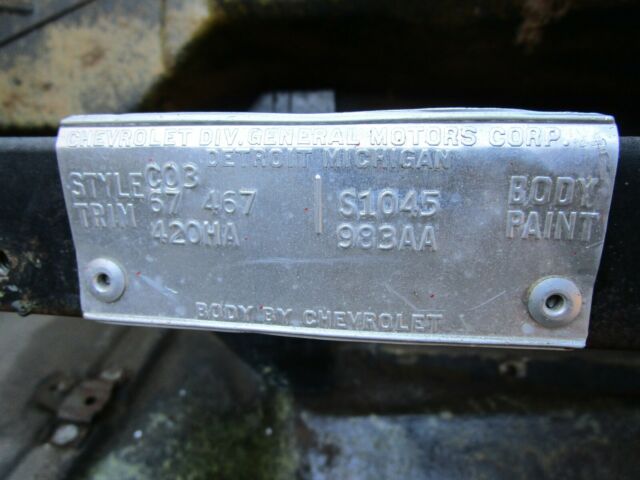 CHEVROLET DIV. GENERAL MOTORS CORP.
DETROIT MICHIGAN
C03
STYLE 67 467 S1045 BODY
TRIM 420HA 983AA PAINT
BODY BY CHEVROLET